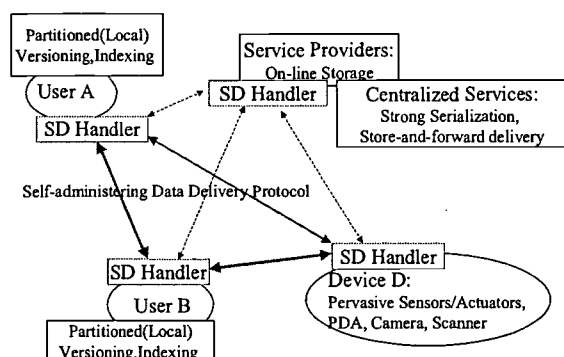 Partitioned(Local)
Versioning,Indexing
User A
SD Handler
Service Providers:
On-line Storage
SD Handler
Centralized Services:
Strong Serialization,
Store-and-forward delivery
Self-administering Data Delivery Protocol
SD Handler
User B
Partitioned(Local)
Versioning,Indexing
SD Handler
Device D:
Pervasive Sensors/Actuators,
PDA, Camera, Scanner